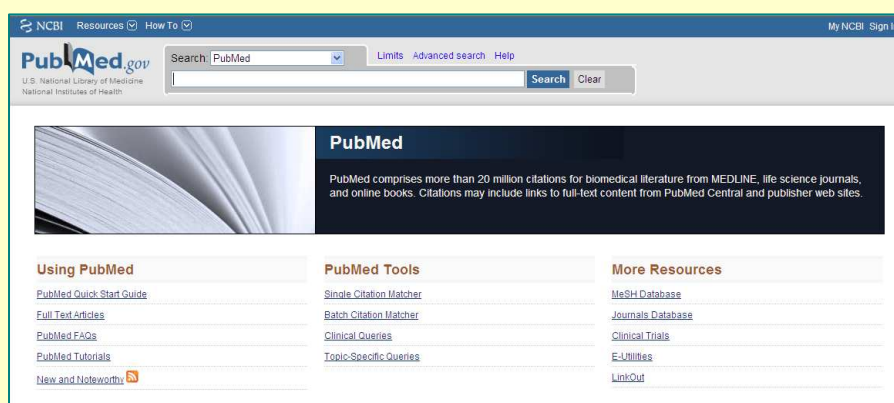 NCBI Resources How To My NCBI Sign I
PubMed.gov
U.S. National Library of Medicine
National Institutes of Health
Search: PubMed
Limits Advanced search Help
Search Clear
PubMed
PubMed comprises more than 20 million citations for biomedical literature from MEDLINE, life science journals,
and online books. Citations may include links to full-text content from PubMed Central and publisher web sites.
Using PubMed
PubMed Quick Start Guide
Full Text Articles
PubMed FAQs
PubMed Tutorials
New and Noteworthy
PubMed Tools
Single Citation Matcher
Batch Citation Matcher
Clinical Queries
Topic-Specific Queries
More Resources
MeSH Database
Journals Database
Clinical Trials
E-Utilities
LinkOut